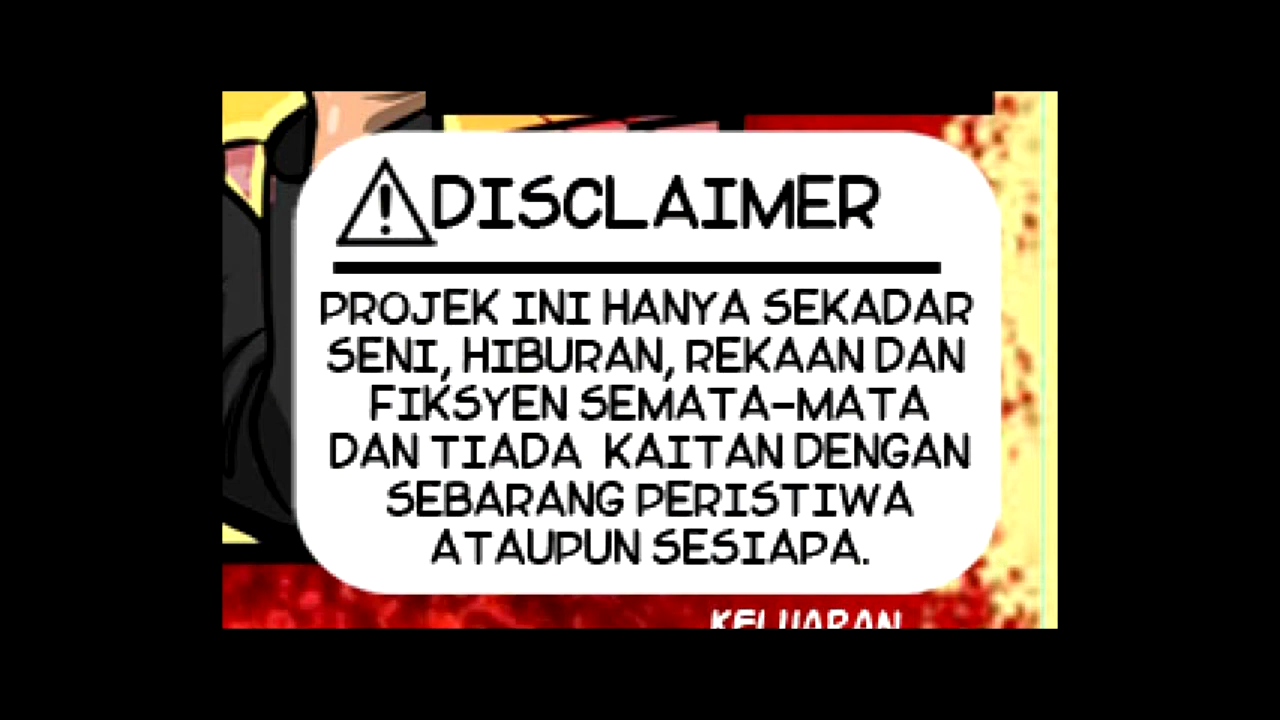 DISCLAIMER
PROJEK INI HANYA SEKADAR
SENI, HIBURAN, REKAAN DAN
FIKSYEN SEMATA-MATA
DAN TIADA KAITAN DENGAN
SEBARANG PERISTIWA
ATAUPUN SESIAPA.
KELUARAN